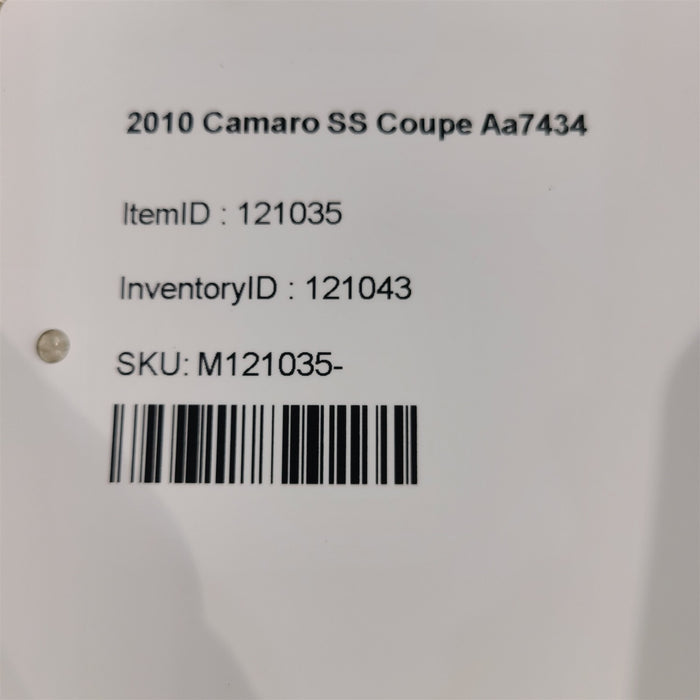 2010 Camaro SS Coupe Aa7434
ItemID : 121035
InventoryID : 121043
SKU: M121035-